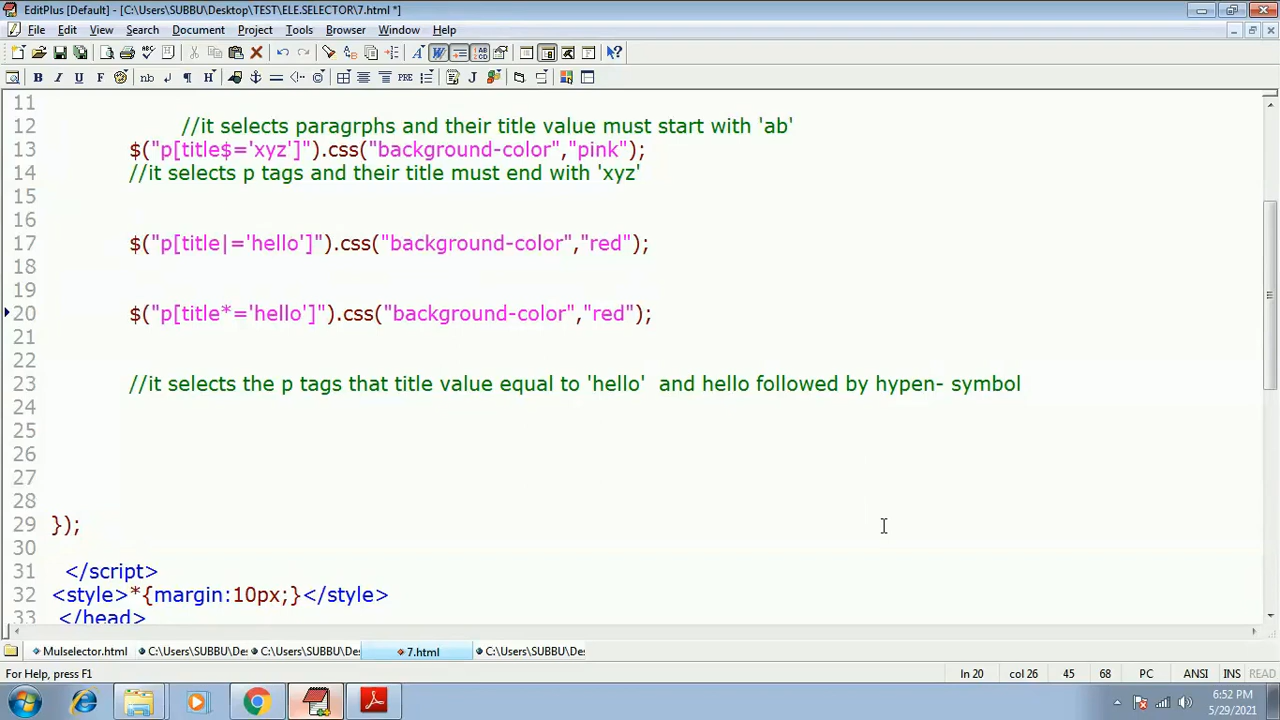 EditPlus [Default] - [C:\Users\SUBBU\Desktop\TEST\ELE.SELECTOR\7.html *]
File Edit View Search Document Project Tools Browser Window Help
11
12 //it selects paragrphs and their title value must start with 'ab'
13 $("p[title$='xyz']").css("background-color","pink");
14 //it selects p tags and their title must end with 'xyz'
15
16
17 $("p[title|='hello']").css("background-color","red");
18
19
20 $("p[title*='hello']").css("background-color","red");
21
22
23 //it selects the p tags that title value equal to 'hello'  and hello followed by hypen- symbol
24
25
26
27
28
29 });
30
31 </script>
32 <style>*{margin:10px;}</style>
33 </head>
Mulselector.html C:\Users\SUBBU\De: C:\Users\SUBBU\De: 7.html C:\Users\SUBBU\De:
For Help, press F1 ln 20 col 26 45 68 PC ANSI INS READ
6:52 PM
5/29/2021